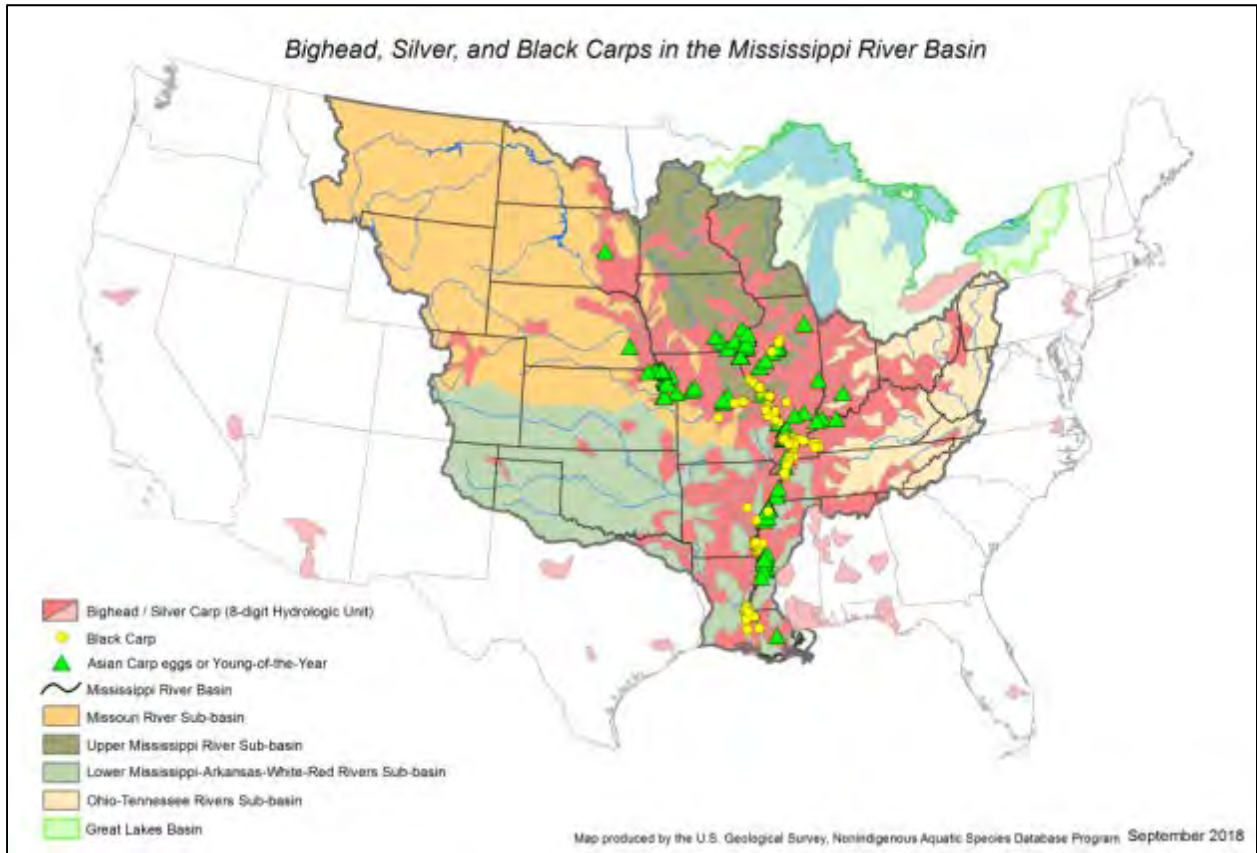 Bighead, Silver, and Black Carps in the Mississippi River Basin
Bighead / Silver Carp (8-digit Hydrologic Unit)
Black Carp
Asian Carp eggs or Young-of-the-Year
Mississippi River Basin
Missouri River Sub-basin
Upper Mississippi River Sub-basin
Lower Mississippi-Arkansas-White-Red Rivers Sub-basin
Ohio-Tennessee Rivers Sub-basin
Great Lakes Basin
Map produced by the U.S. Geological Survey, Nonindigenous Aquatic Species Database Program. September 2018